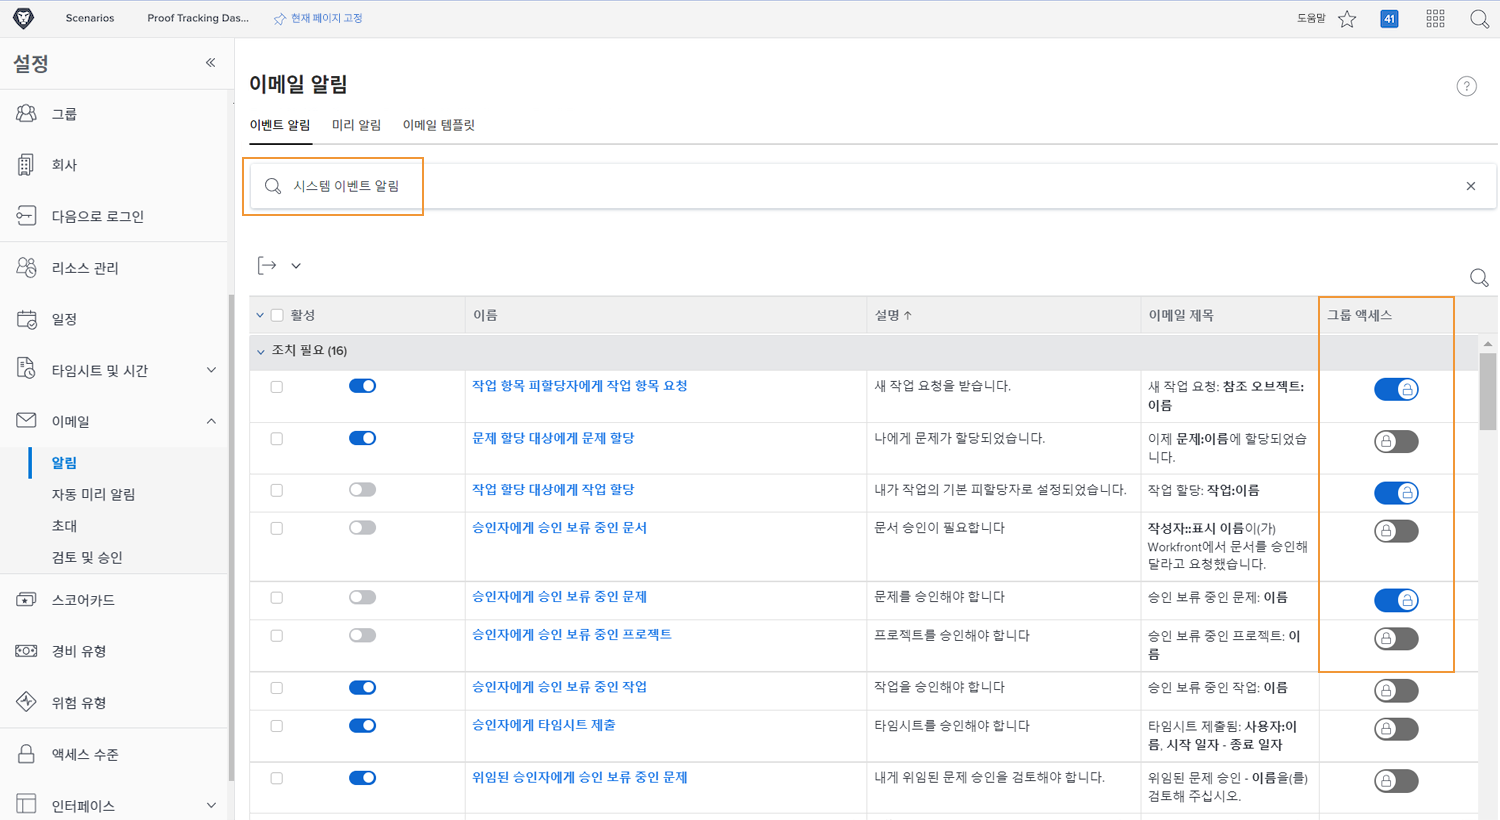 Scenarios
Proof Tracking Das...
현재 페이지 고정
도움말
41
설정
그룹
회사
다음으로 로그인
리소스 관리
일정
타임시트 및 시간
이메일
알림
자동 미리 알림
초대
검토 및 승인
스코어카드
경비 유형
위험 유형
액세스 수준
인터페이스
이메일 알림
?
이벤트 알림
미리 알림
이메일 템플릿
시스템 이벤트 알림
활성
이름
설명 ↑
이메일 제목
그룹 액세스
조치 필요 (16)
작업 항목 피할당자에게 작업 항목 요청
새 작업 요청을 받습니다.
새 작업 요청: 참조 오브젝트:
이름
문제 할당 대상에게 문제 할당
나에게 문제가 할당되었습니다.
이제 문제:이름에 할당되었습
니다.
작업 할당 대상에게 작업 할당
내가 작업의 기본 피할당자로 설정되었습니다.
작업 할당: 작업:이름
승인자에게 승인 보류 중인 문서
문서 승인이 필요합니다
작성자::표시 이름이(가)
Workfront에서 문서를 승인해
달라고 요청했습니다.
승인자에게 승인 보류 중인 문제
문제를 승인해야 합니다
승인 보류 중인 문제: 이름
승인자에게 승인 보류 중인 프로젝트
프로젝트를 승인해야 합니다
승인 보류 중인 프로젝트: 이
름
승인자에게 승인 보류 중인 작업
작업을 승인해야 합니다
승인 보류 중인 작업: 이름
승인자에게 타임시트 제출
타임시트를 승인해야 합니다
타임시트 제출됨: 사용자:이
름, 시작 일자 - 종료 일자
위임된 승인자에게 승인 보류 중인 문제
내게 위임된 문제 승인을 검토해야 합니다.
위임된 문제 승인 - 이름을(를)
검토해 주십시오.